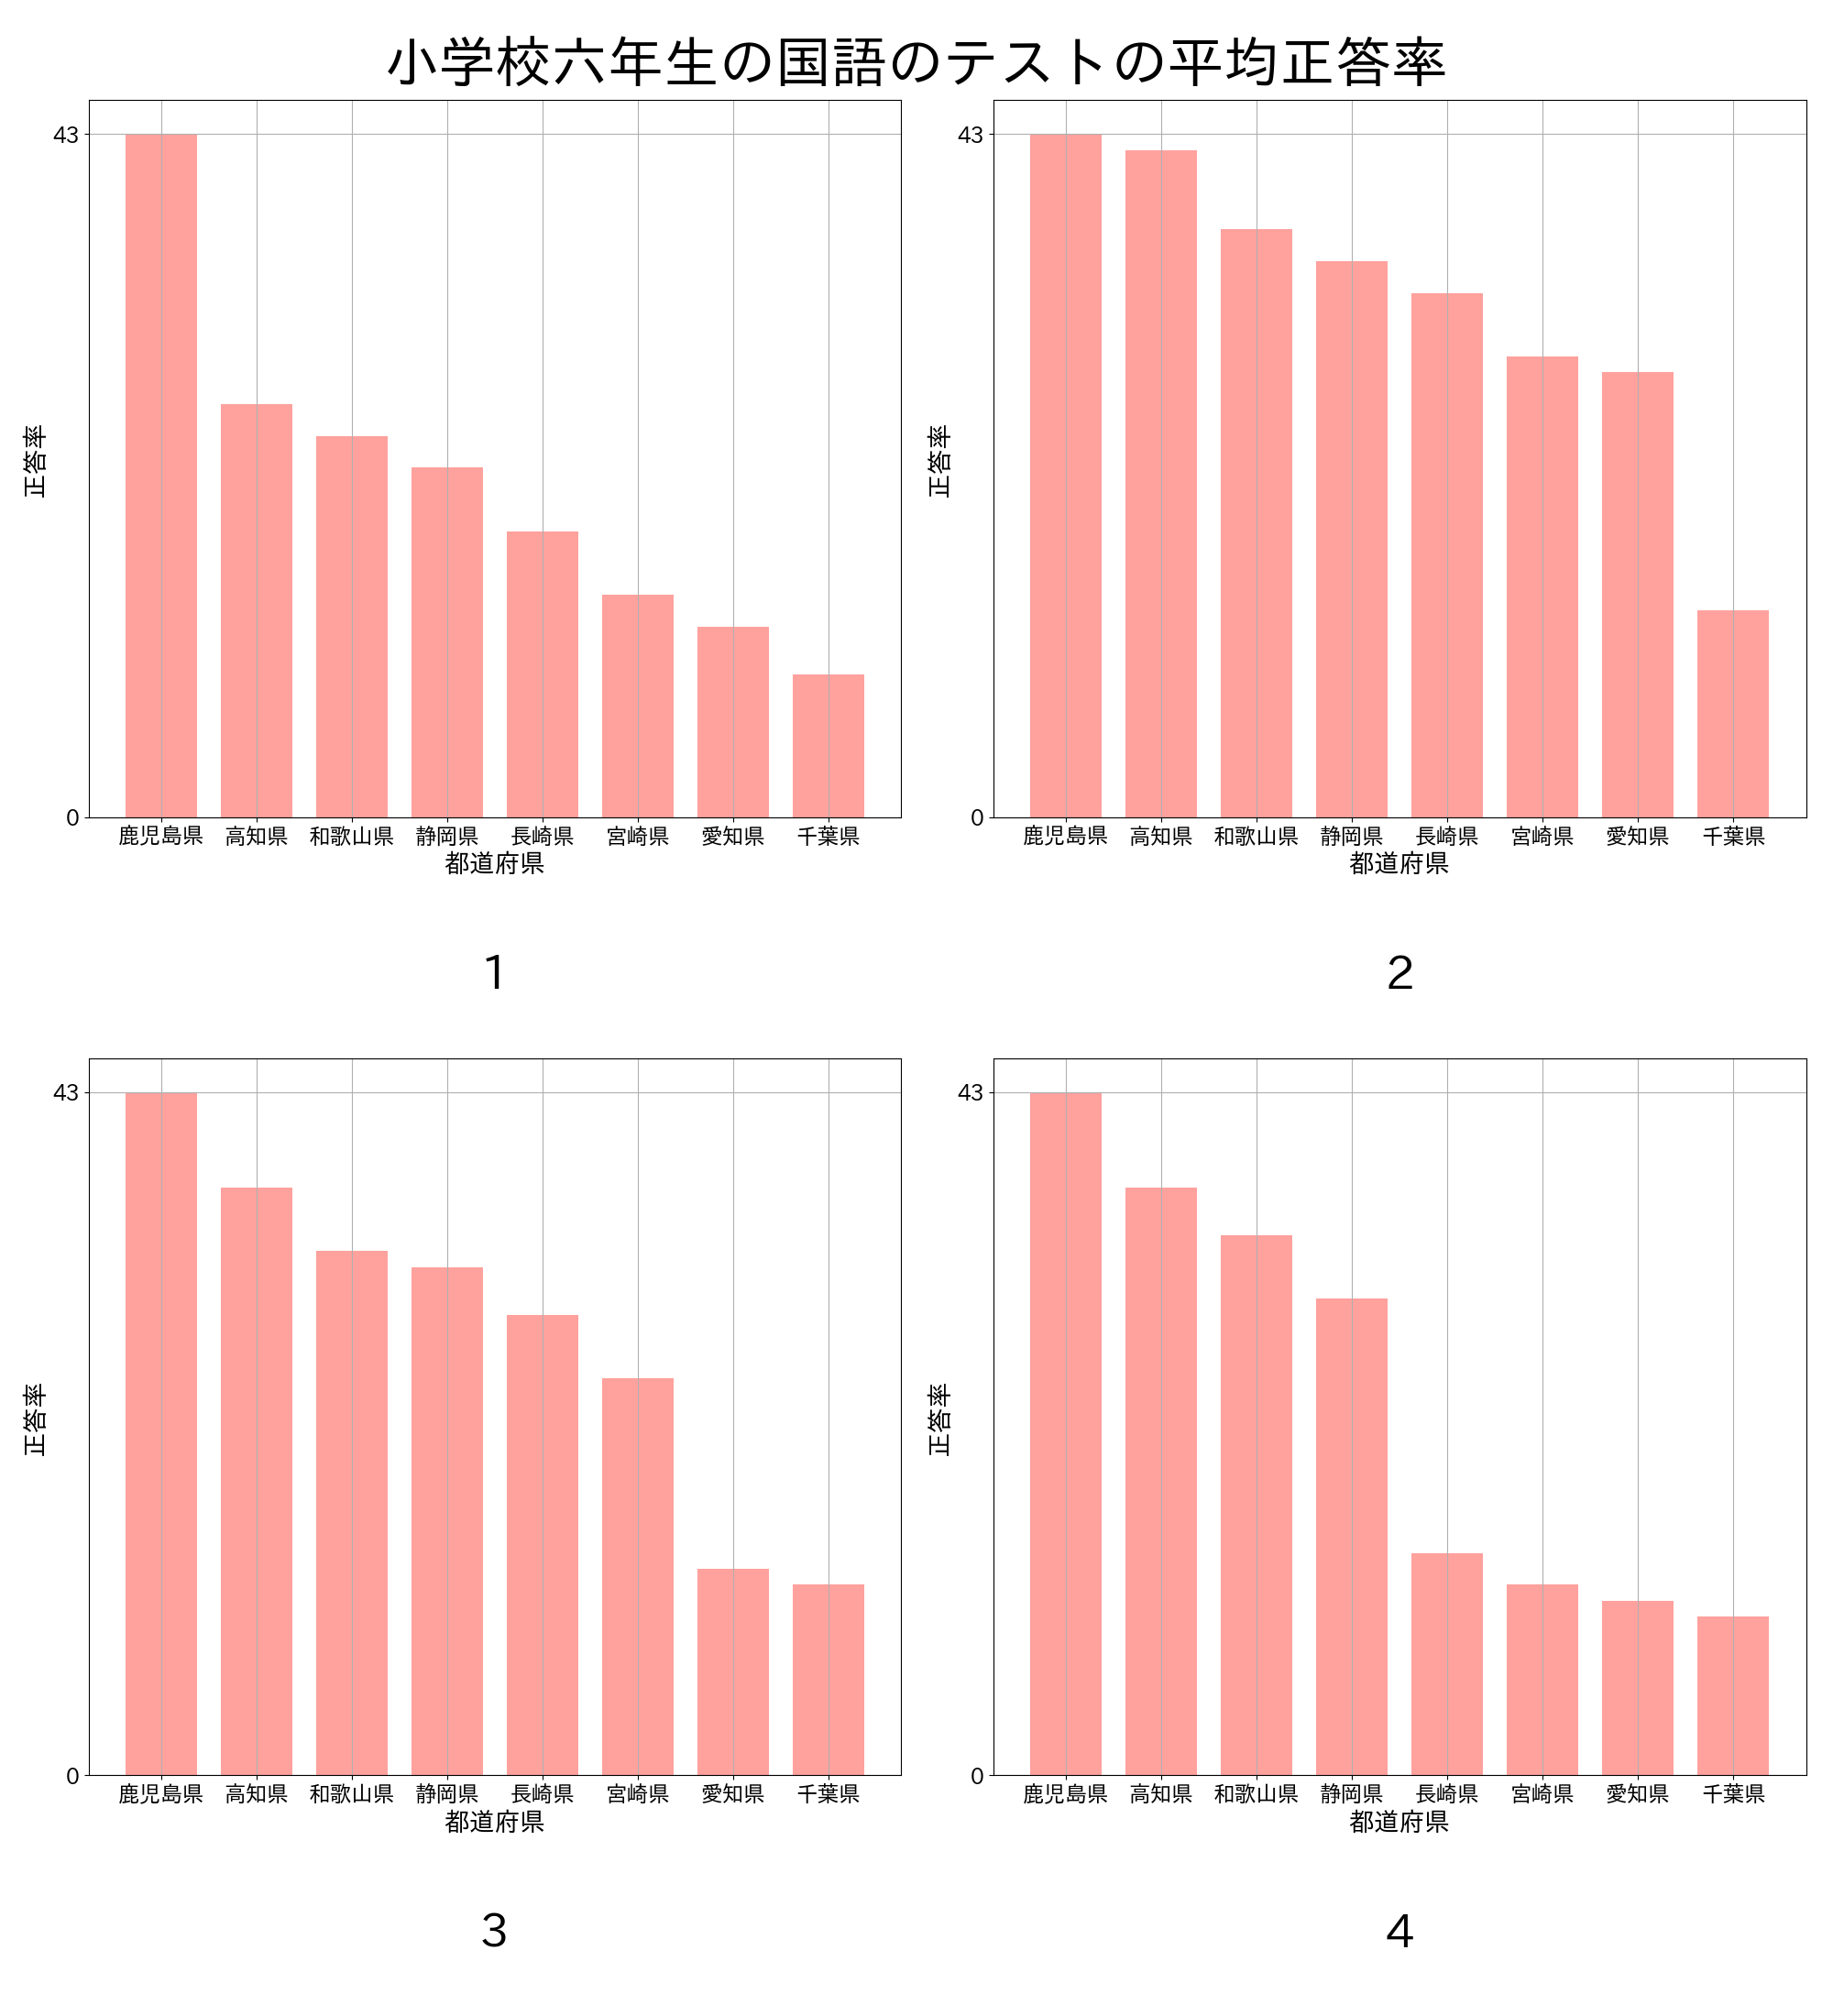 小学校六年生の国語のテストの平均正答率
43
0
正答率
鹿児島県 高知県 和歌山県 静岡県 長崎県 宮崎県 愛知県 千葉県
都道府県
1
43
0
正答率
鹿児島県 高知県 和歌山県 静岡県 長崎県 宮崎県 愛知県 千葉県
都道府県
2
43
0
正答率
鹿児島県 高知県 和歌山県 静岡県 長崎県 宮崎県 愛知県 千葉県
都道府県
3
43
0
正答率
鹿児島県 高知県 和歌山県 静岡県 長崎県 宮崎県 愛知県 千葉県
都道府県
4